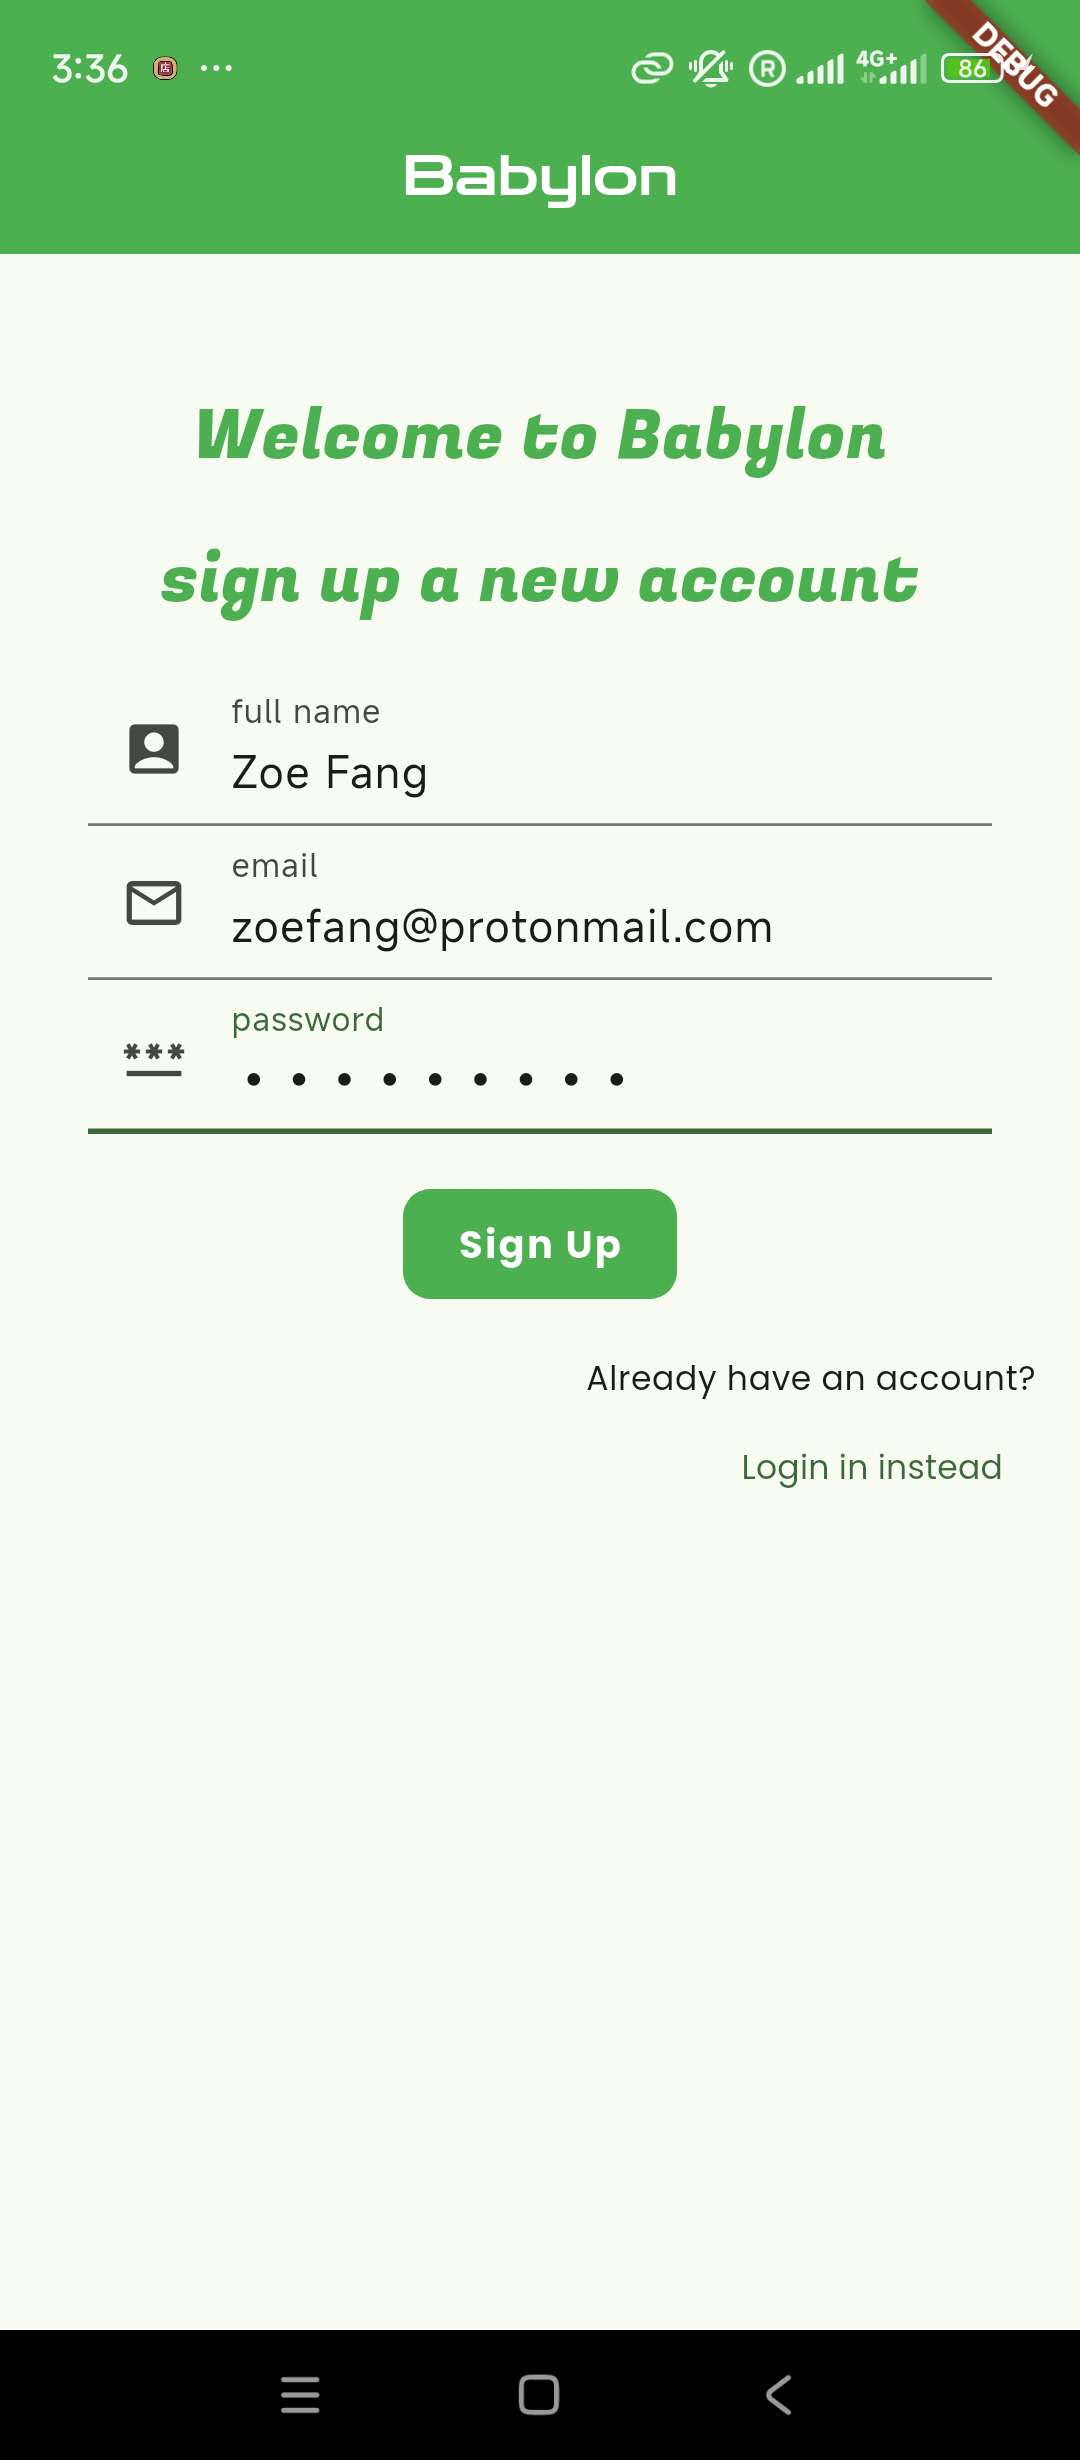 3:36 店 ... R 4G+ 86
DEBUG
Babylon
Welcome to Babylon
sign up a new account
full name
Zoe Fang
email
zoefang@protonmail.com
***
password
•••••••••
Sign Up
Already have an account?
Login in instead